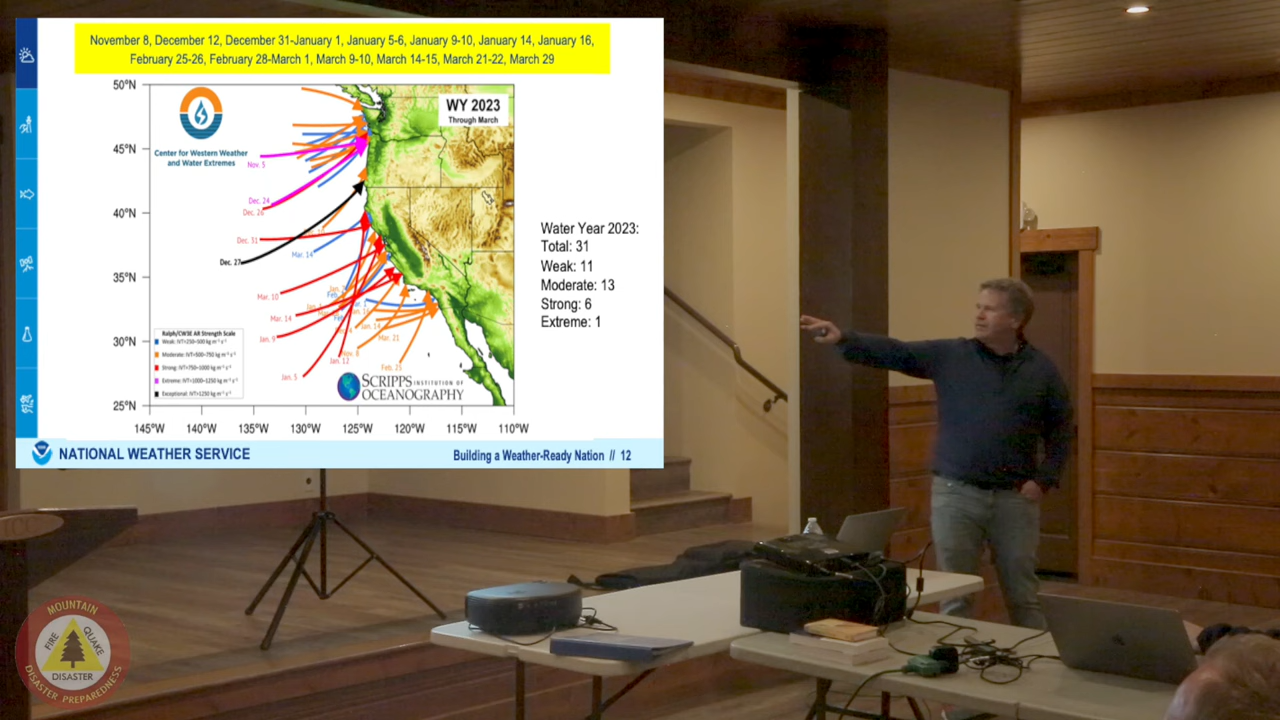 November 8, December 12, December 31-January 1, January 5-6, January 9-10, January 14, January 16,
February 25-26, February 28-March 1, March 9-10, March 14-15, March 21-22, March 29
50°N
45°N
40°N
35°N
30°N
25°N
WY 2023
Through March
Center for Western Weather
and Water Extremes
Nov. 5
Dec. 24
Dec. 26
Dec. 31
Dec. 27
Mar. 14
Mar. 10
Mar. 14
Jan. 9
Jan. 14
Mar. 21
Nov. 8
Jan. 12
Feb. 25
Jan. 5
Ralph/CW3E AR Strength Scale
Weak: IVT=250–500 kg m⁻¹ s⁻¹
Moderate: IVT=500–750 kg m⁻¹ s⁻¹
Strong: IVT=750–1000 kg m⁻¹ s⁻¹
Extreme: IVT=1000–1250 kg m⁻¹ s⁻¹
Exceptional: IVT>1250 kg m⁻¹ s⁻¹
SCRIPPS INSTITUTION OF
OCEANOGRAPHY
145°W 140°W 135°W 130°W 125°W 120°W 115°W 110°W
Water Year 2023:
Total: 31
Weak: 11
Moderate: 13
Strong: 6
Extreme: 1
NATIONAL WEATHER SERVICE
Building a Weather-Ready Nation // 12
MOUNTAIN
FIRE
QUAKE
DISASTER
DISASTER PREPAREDNESS